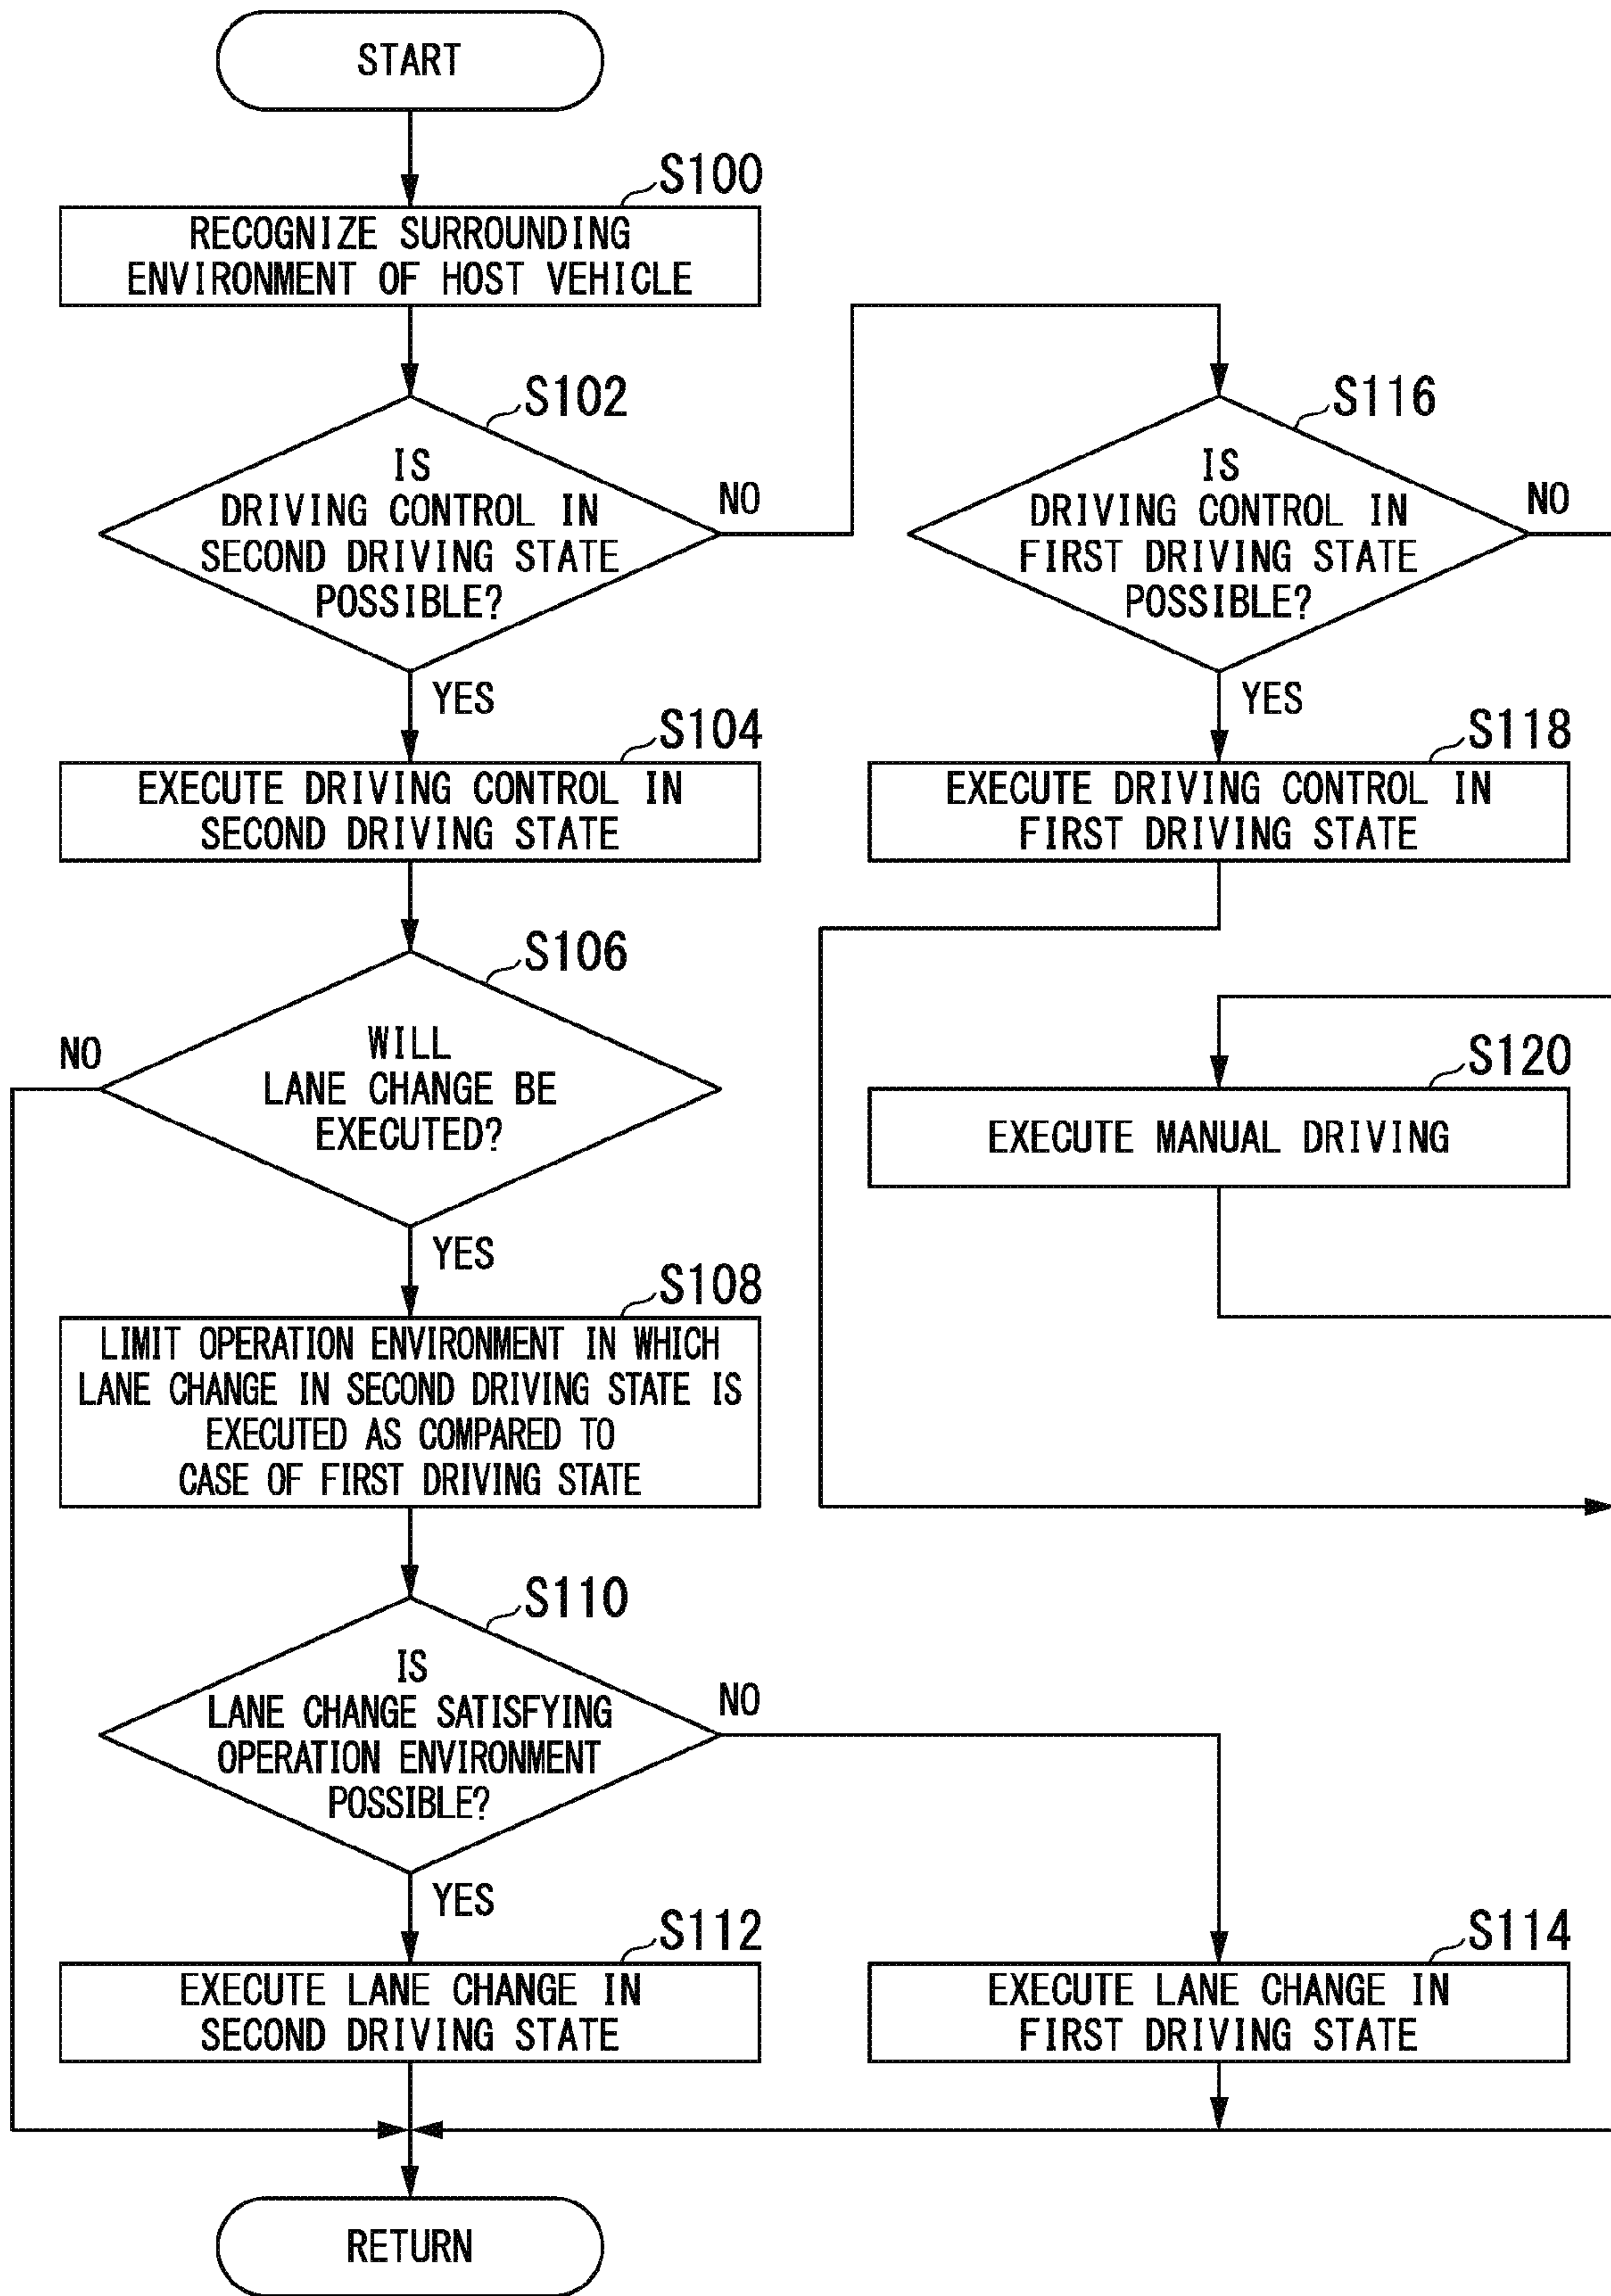 START
S100
RECOGNIZE SURROUNDING
ENVIRONMENT OF HOST VEHICLE
S102
IS
DRIVING CONTROL IN
SECOND DRIVING STATE
POSSIBLE?
NO
YES
S116
IS
DRIVING CONTROL IN
FIRST DRIVING STATE
POSSIBLE?
NO
YES
S104
EXECUTE DRIVING CONTROL IN
SECOND DRIVING STATE
S118
EXECUTE DRIVING CONTROL IN
FIRST DRIVING STATE
S106
WILL
LANE CHANGE BE
EXECUTED?
NO
YES
S120
EXECUTE MANUAL DRIVING
S108
LIMIT OPERATION ENVIRONMENT IN WHICH
LANE CHANGE IN SECOND DRIVING STATE IS
EXECUTED AS COMPARED TO
CASE OF FIRST DRIVING STATE
S110
IS
LANE CHANGE SATISFYING
OPERATION ENVIRONMENT
POSSIBLE?
NO
YES
S112
EXECUTE LANE CHANGE IN
SECOND DRIVING STATE
S114
EXECUTE LANE CHANGE IN
FIRST DRIVING STATE
RETURN